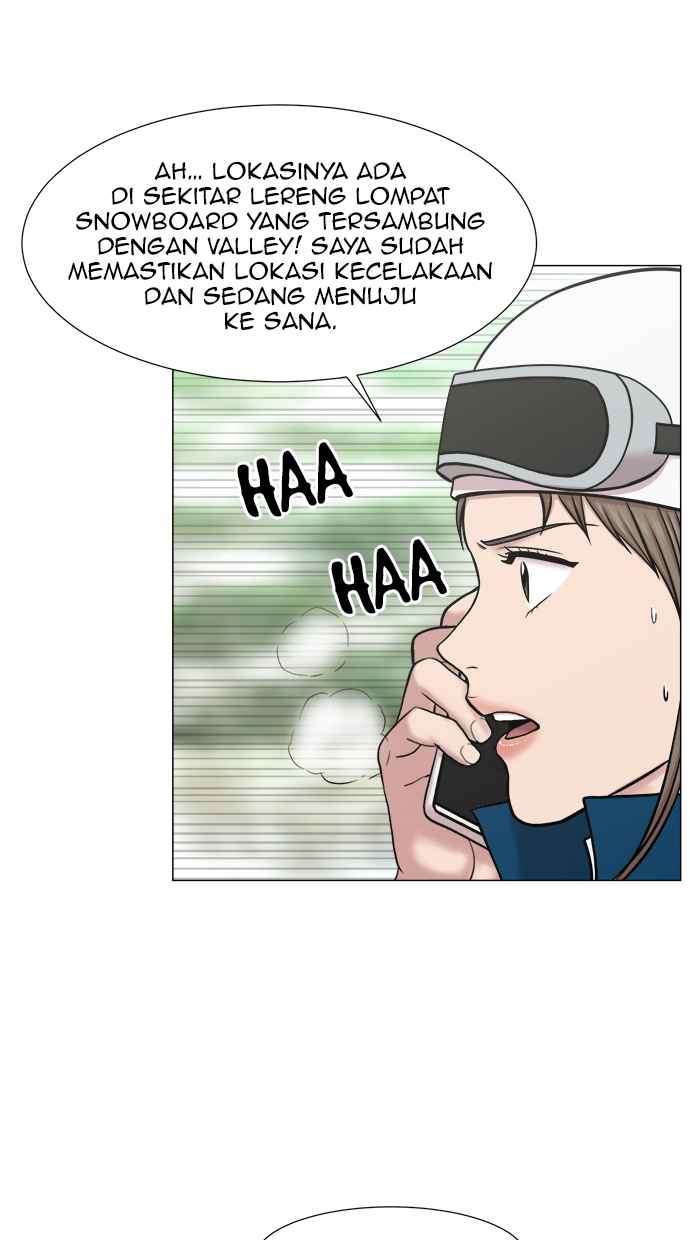 AH... LOKASINYA ADA
DI SEKITAR LERENG LOMPAT
SNOWBOARD YANG TERSAMBUNG
DENGAN VALLEY! SAYA SUDAH
MEMASTIKAN LOKASI KECELAKAAN
DAN SEDANG MENUJU
KE SANA.
HAA
HAA